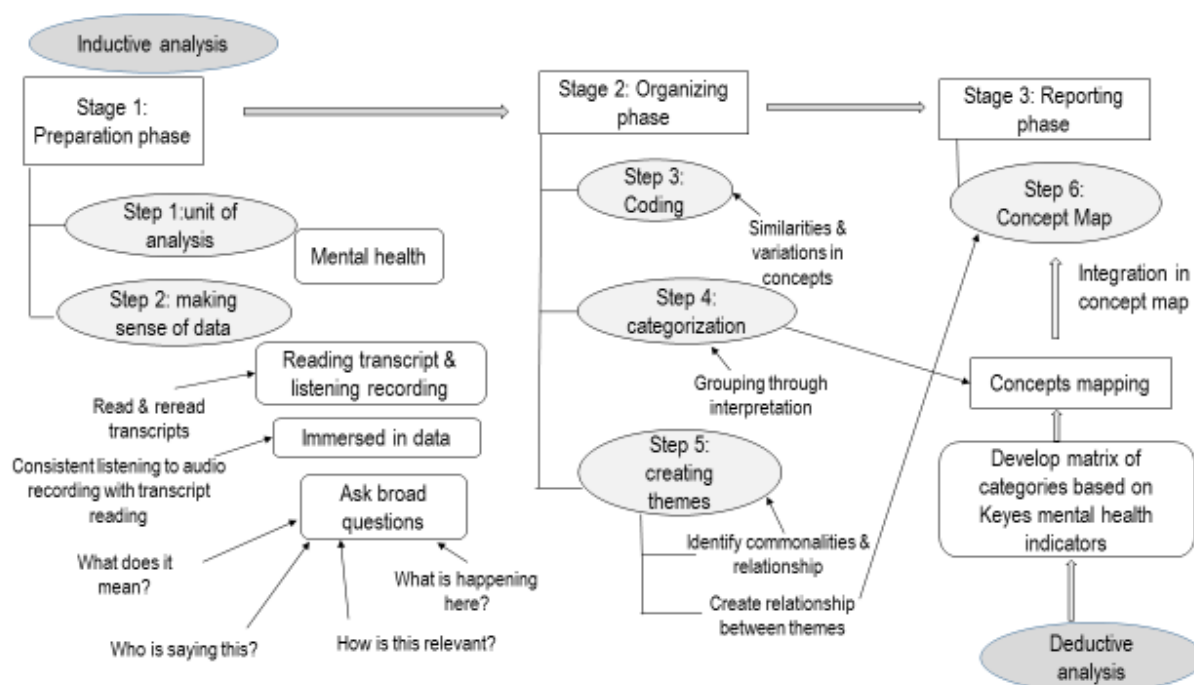 Inductive analysis
Stage 1:
Preparation phase
Step 1:unit of
analysis
Mental health
Step 2: making
sense of data
Reading transcript &
listening recording
Read & reread
transcripts
Immersed in data
Consistent listening to audio
recording with transcript
reading
Ask broad
questions
What does it
mean?
What is happening
here?
Who is saying this?
How is this relevant?
Stage 2: Organizing
phase
Step 3:
Coding
Similarities &
variations in
concepts
Step 4:
categorization
Grouping through
interpretation
Step 5:
creating
themes
Identify commonalities &
relationship
Create relationship
between themes
Stage 3: Reporting
phase
Step 6:
Concept Map
Integration in
concept map
Concepts mapping
Develop matrix of
categories based on
Keyes mental health
indicators
Deductive
analysis